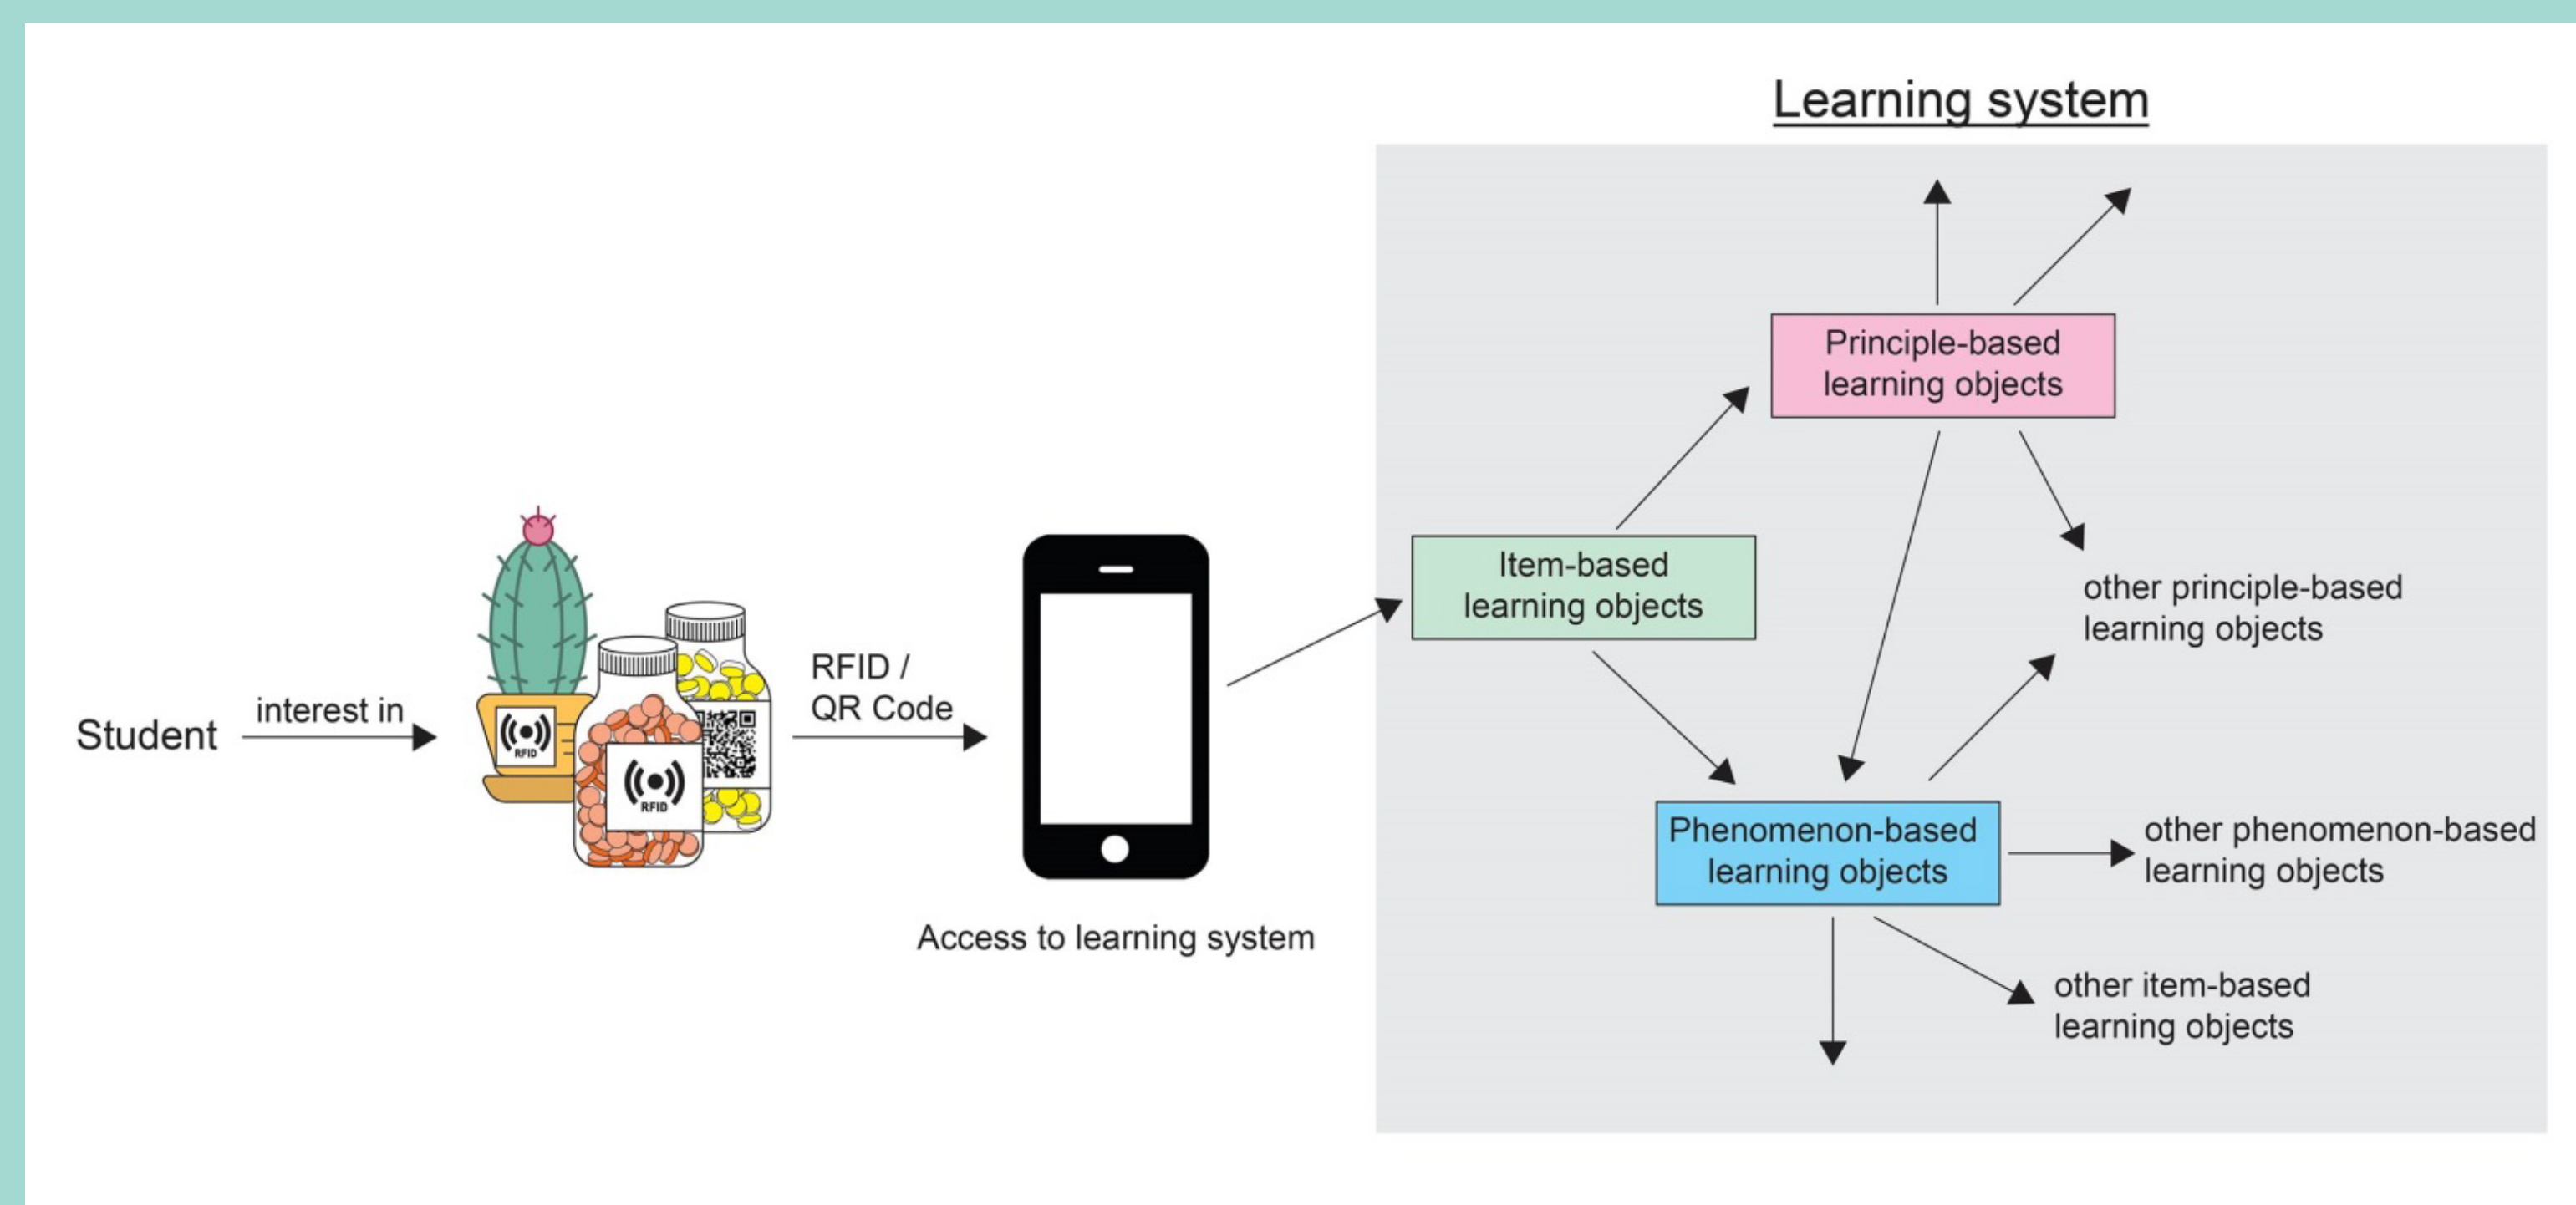 Learning system
Principle-based
learning objects
Item-based
learning objects
other principle-based
learning objects
Student
interest in
RFID
RFID
RFID /
QR Code
Access to learning system
Phenomenon-based
learning objects
other phenomenon-based
learning objects
other item-based
learning objects